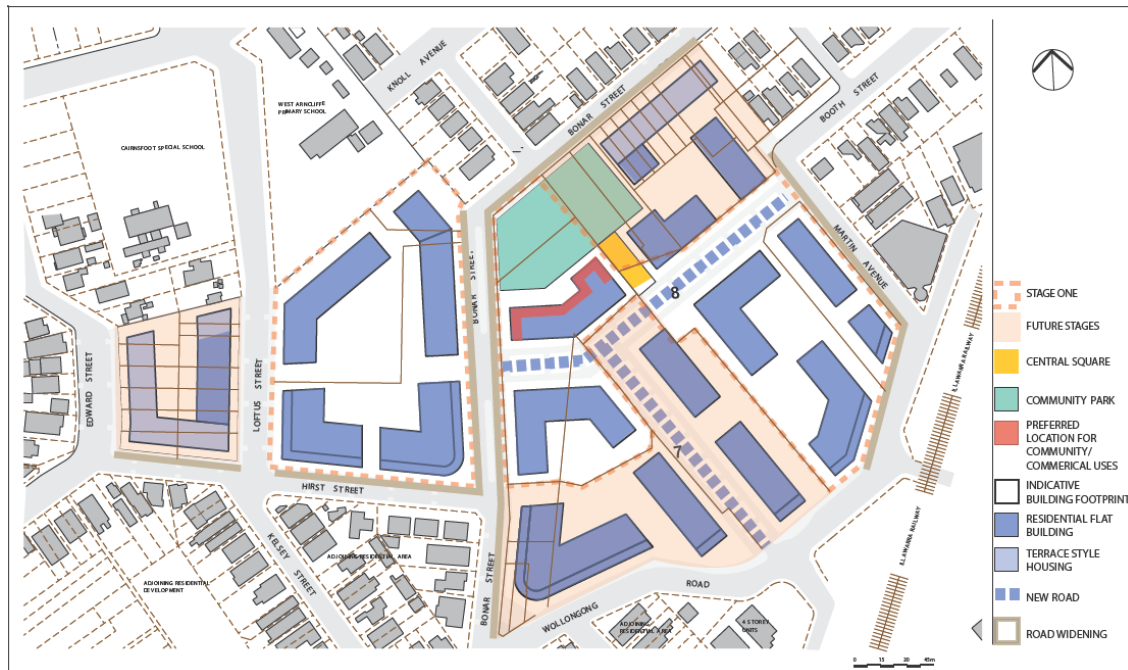 KNOLL AVENUE
BONAR STREET
BOOTH STREET
WEST ARNCLIFFE
PRIMARY SCHOOL
CAIRNSFOOT SPECIAL SCHOOL
MARTIN AVENUE
BONAR STREET
8
7
EDWARD STREET
LOFTUS STREET
HIRST STREET
KELSEY STREET
ADJOINING RESIDENTIAL AREA
ADJOINING RESIDENTIAL
DEVELOPMENT
BONAR STREET
WOLLONGONG
ROAD
ADJOINING
RESIDENTIAL AREA
4 STOREY
UNITS
ILLAWARRA RAILWAY
ILLAWARRA RAILWAY
0 15 20 45m
STAGE ONE
FUTURE STAGES
CENTRAL SQUARE
COMMUNITY PARK
PREFERRED
LOCATION FOR
COMMUNITY/
COMMERICAL USES
INDICATIVE
BUILDING FOOTPRINT
RESIDENTIAL FLAT
BUILDING
TERRACE STYLE
HOUSING
NEW ROAD
ROAD WIDENING